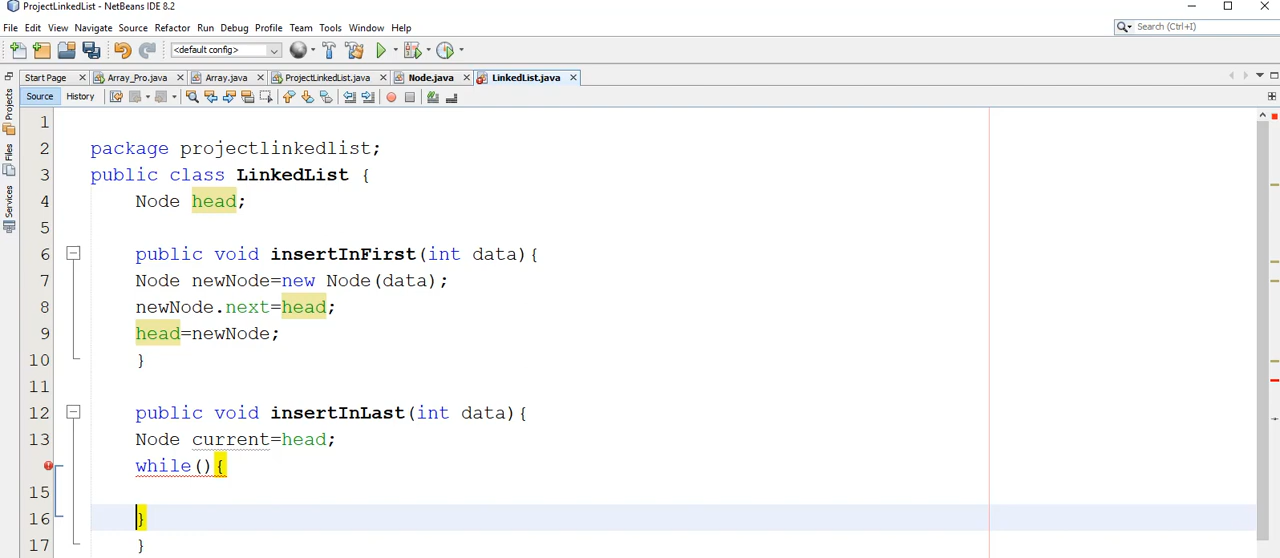 ProjectLinkedList - NetBeans IDE 8.2
File Edit View Navigate Source Refactor Run Debug Profile Team Tools Window Help
Search (Ctrl+I)
<default config>
Start Page Array_Pro.java Array.java ProjectLinkedList.java Node.java LinkedList.java
Source History
Projects
Files
Services
1
2 package projectlinkedlist;
3 public class LinkedList {
4 Node head;
5
6 public void insertInFirst(int data){
7 Node newNode=new Node(data);
8 newNode.next=head;
9 head=newNode;
10 }
11
12 public void insertInLast(int data){
13 Node current=head;
while(){
15
16 }
17 }